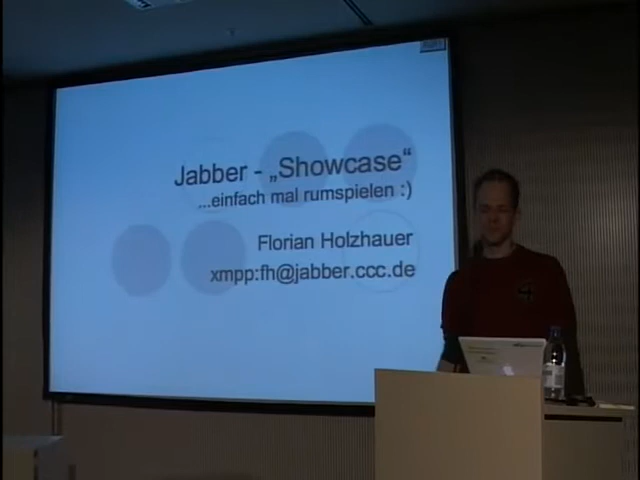 Jabber - „Showcase“
...einfach mal rumspielen :)
Florian Holzhauer
xmpp:fh@jabber.ccc.de